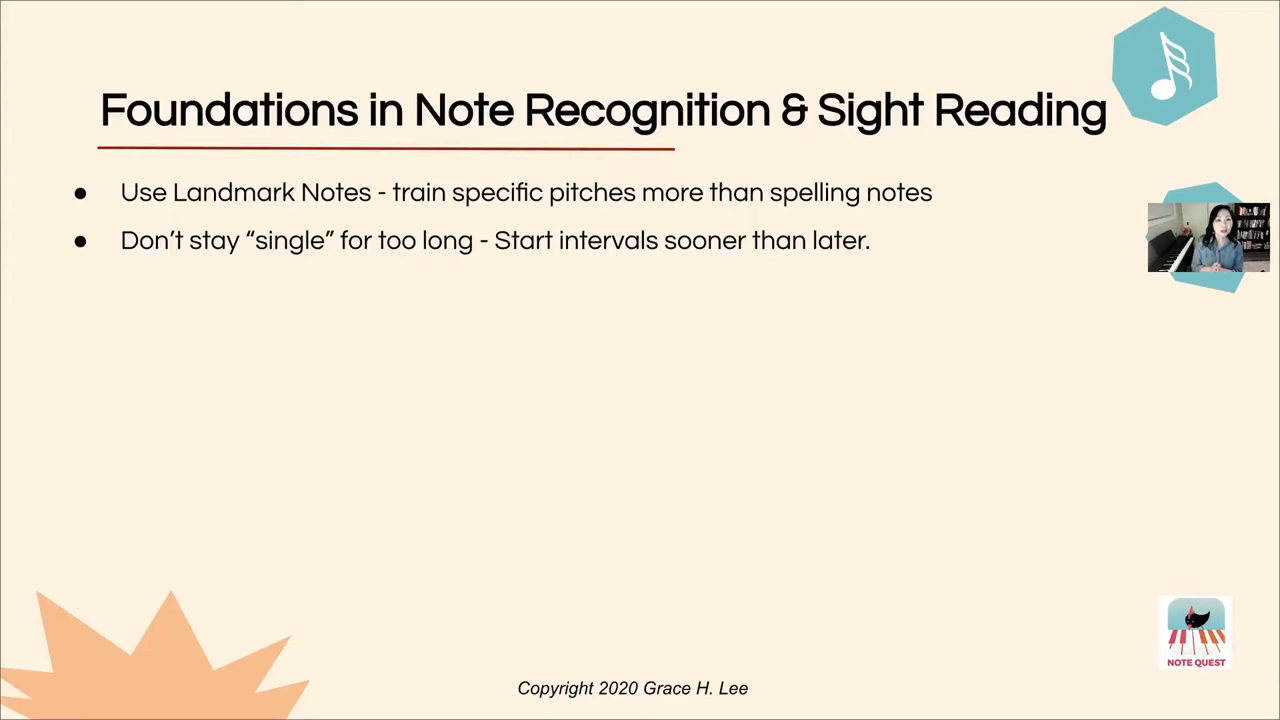 Foundations in Note Recognition & Sight Reading
● Use Landmark Notes - train specific pitches more than spelling notes
● Don’t stay “single” for too long - Start intervals sooner than later.
NOTE QUEST
Copyright 2020 Grace H. Lee